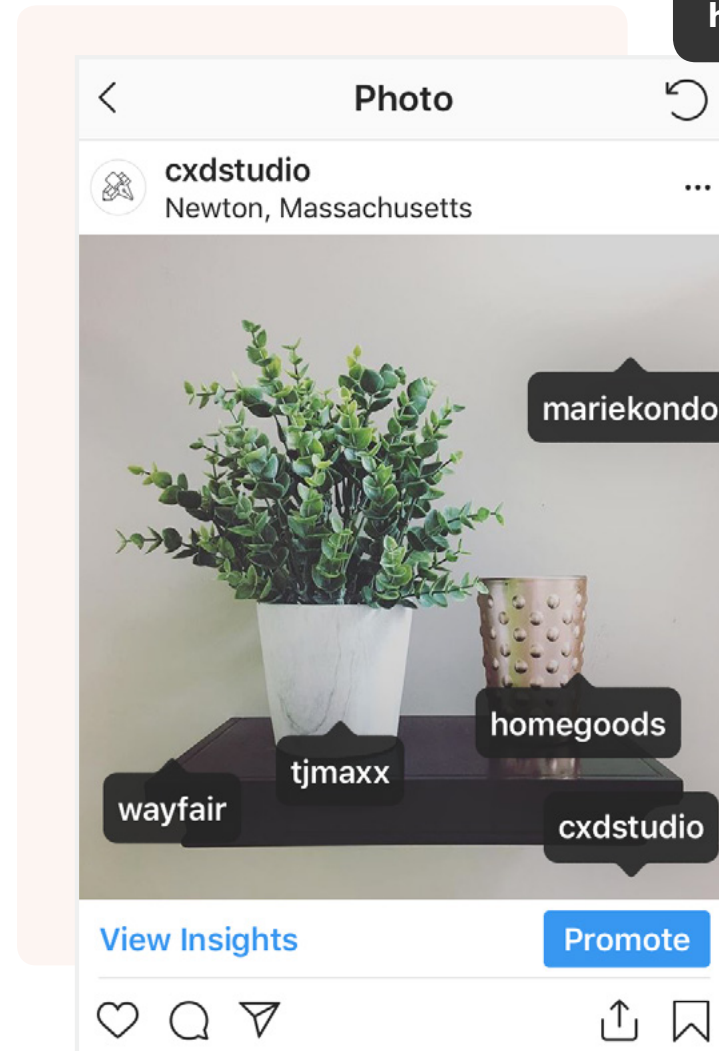 Photo
cxdstudio
Newton, Massachusetts
mariekondo
homegoods
tjmaxx
wayfair
cxdstudio
View Insights
Promote